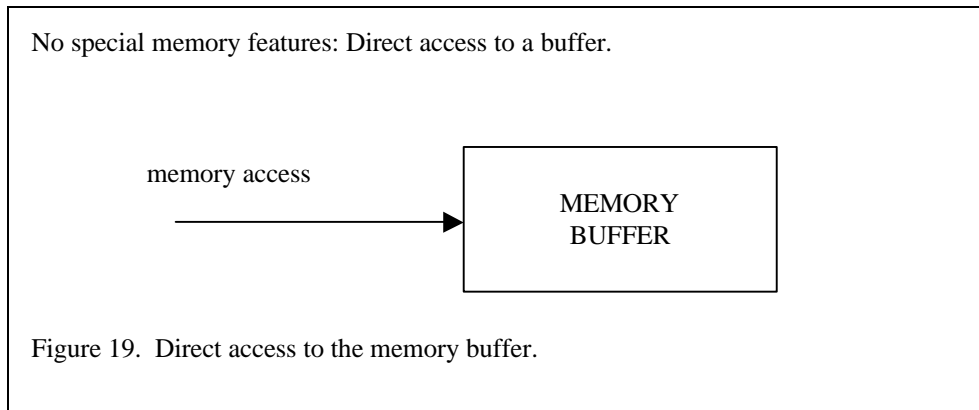 No special memory features: Direct access to a buffer.
memory access
MEMORY
BUFFER
Figure 19.  Direct access to the memory buffer.